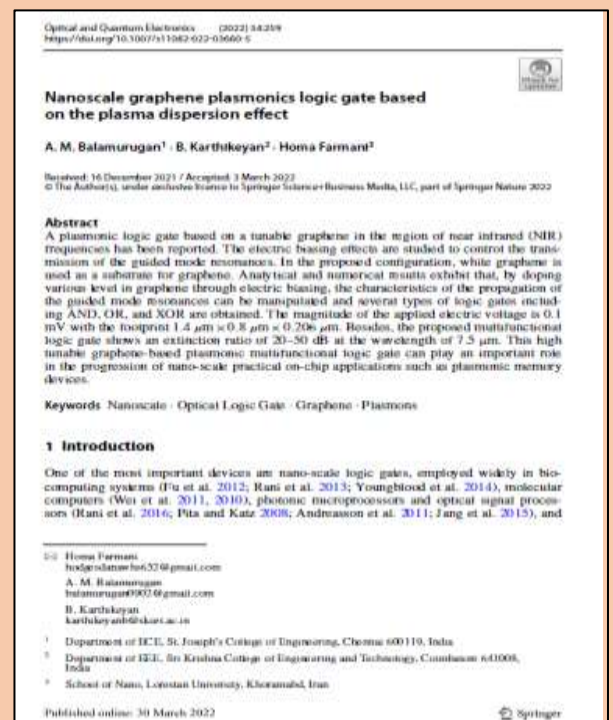 Optical and Quantum Electronics (2022) 54:259
https://doi.org/10.1007/s11082-022-03660-5
Check for
updates
Nanoscale graphene plasmonics logic gate based
on the plasma dispersion effect
A. M. Balamurugan1 · B. Karthikeyan2 · Homa Farmani3
Received: 16 December 2021 / Accepted: 3 March 2022
© The Author(s), under exclusive licence to Springer Science+Business Media, LLC, part of Springer Nature 2022
Abstract
A plasmonic logic gate based on a tunable graphene in the region of near infrared (NIR)
frequencies has been reported. The electric biasing effects are studied to control the trans-
mission of the guided mode resonances. In the proposed configuration, while graphene is
used as a substrate for graphene. Analytical and numerical results exhibit that, by doping
various level in graphene through electric biasing, the characteristics of the propagation of
the guided mode resonances can be manipulated and several types of logic gates includ-
ing AND, OR, and XOR are obtained. The magnitude of the applied electric voltage is 0.1
mV with the footprint 1.4 μm×0.8 μm×0.206 μm. Besides, the proposed multifunctional
logic gate shows an extinction ratio of 20–50 dB at the wavelength of 7.5 μm. This high
tunable graphene-based plasmonic multifunctional logic gate can play an important role
in the progression of nano-scale practical on-chip applications such as plasmonic memory
devices.
Keywords Nanoscale · Optical Logic Gate · Graphene · Plasmons
1 Introduction
One of the most important devices are nano-scale logic gates, employed widely in bio-
computing systems (Fu et al. 2012; Rani et al. 2013; Youngblood et al. 2014), molecular
computers (Wei et al. 2011, 2010), photonic microprocessors and optical signal proces-
sors (Rani et al. 2016; Pita and Katz 2008; Andreasson et al. 2011; Jang et al. 2015), and
Homa Farmani
A. M. Balamurugan
B. Karthikeyan
1 Department of ECE, St. Joseph's College of Engineering, Chennai 600119, India
2 Department of EEE, Sri Krishna College of Engineering and Technology, Coimbatore 641008,
India
3 School of Nano, Lorestan University, Khoramabd, Iran
Published online: 30 March 2022
Springer